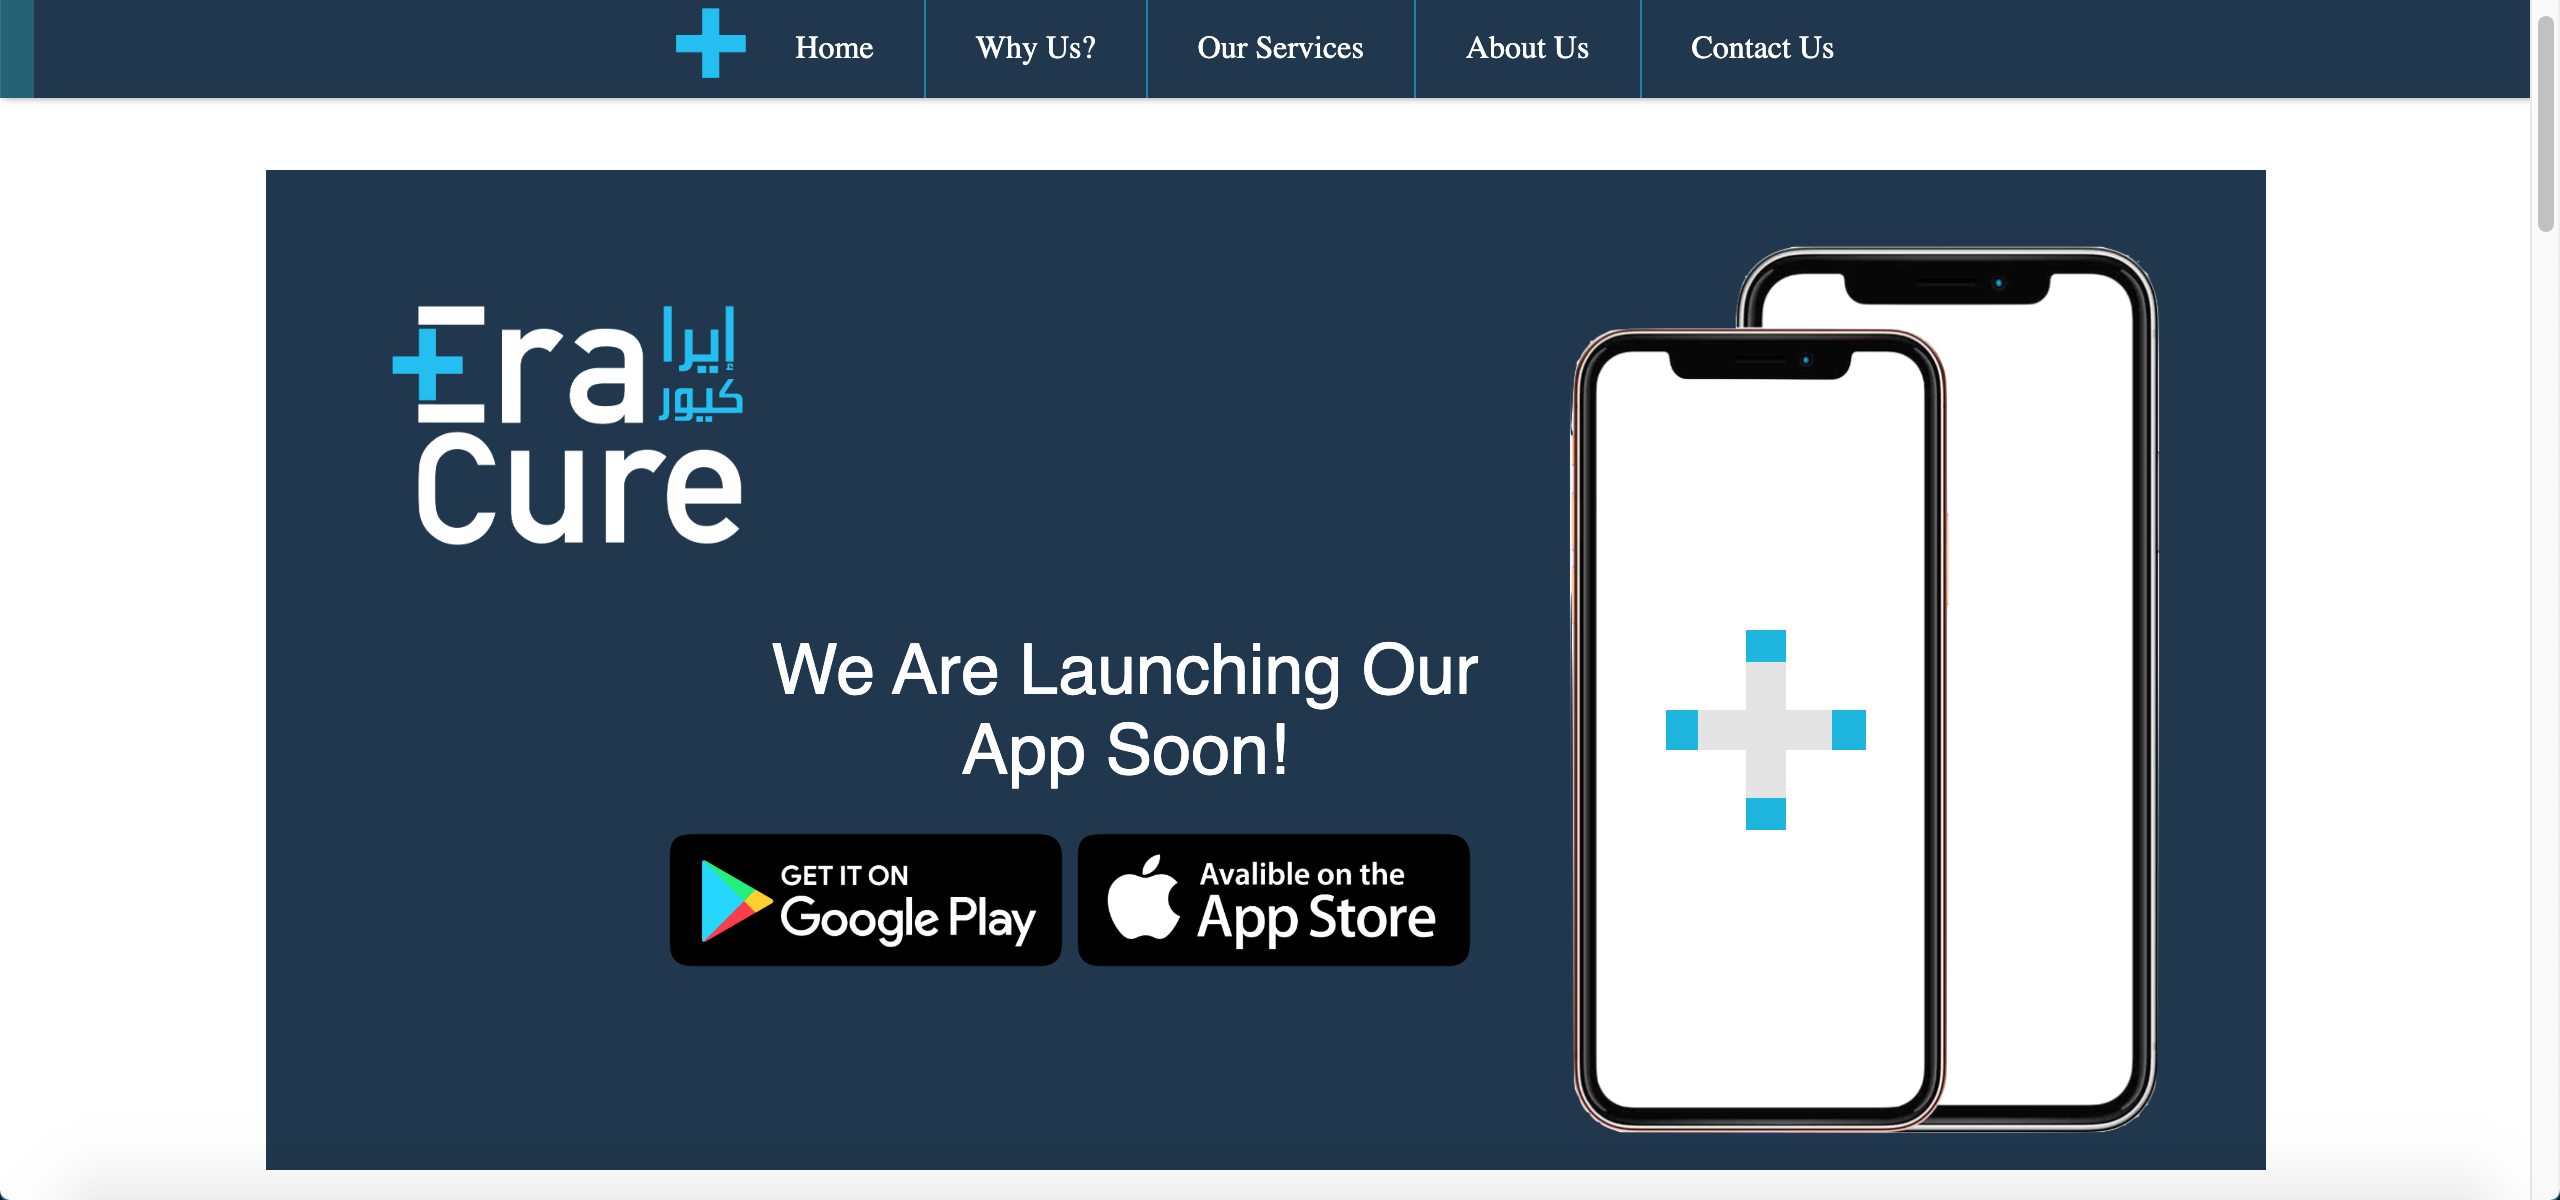 Home
Why Us?
Our Services
About Us
Contact Us
Era
إيرا
كيور
Cure
We Are Launching Our
App Soon!
GET IT ON
Google Play
Avalible on the
App Store